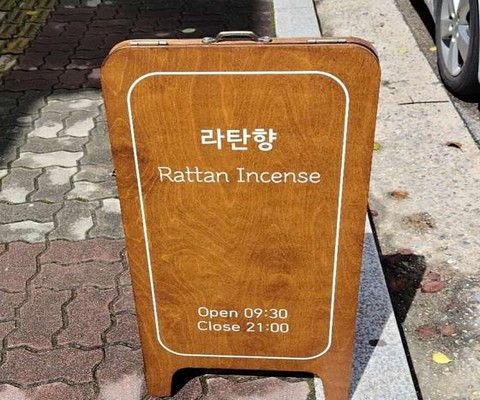 라탄향
Rattan Incense
Open 09:30
Close 21:00